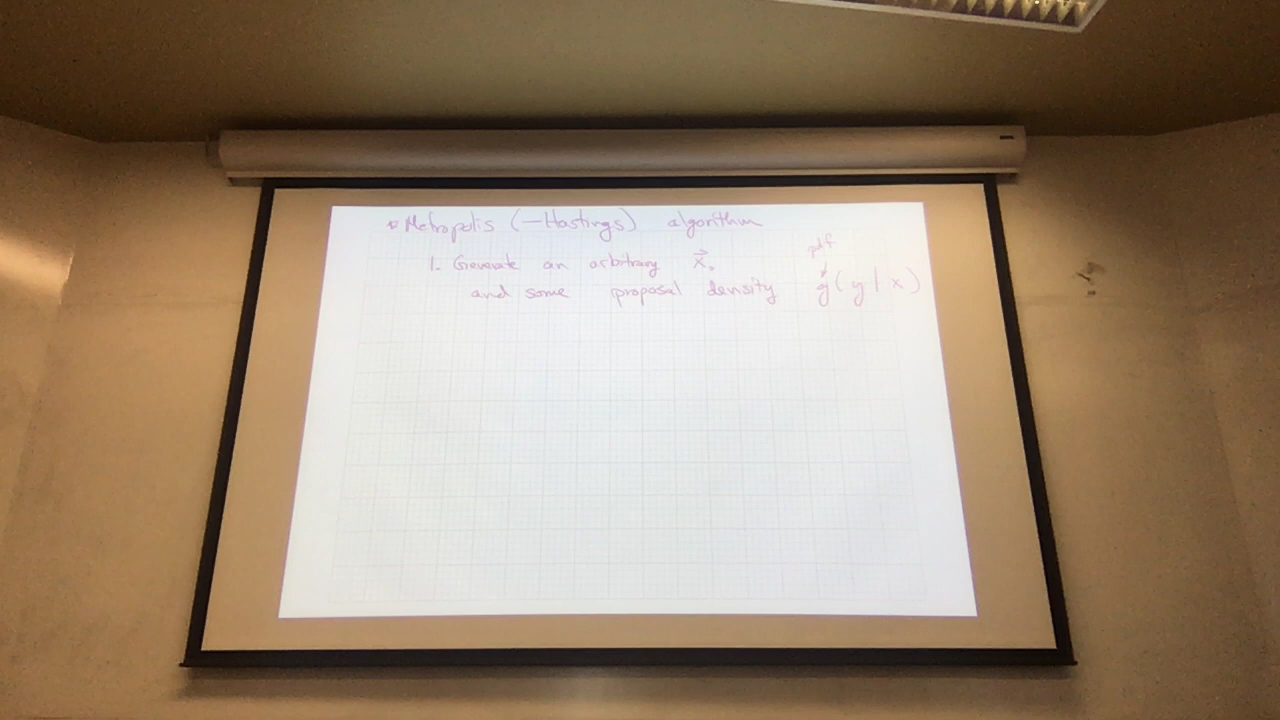 Metropolis (-Hastings) algorithm
1. Generate an arbitrary x⃗₀
pdf
and some proposal density g(y|x)